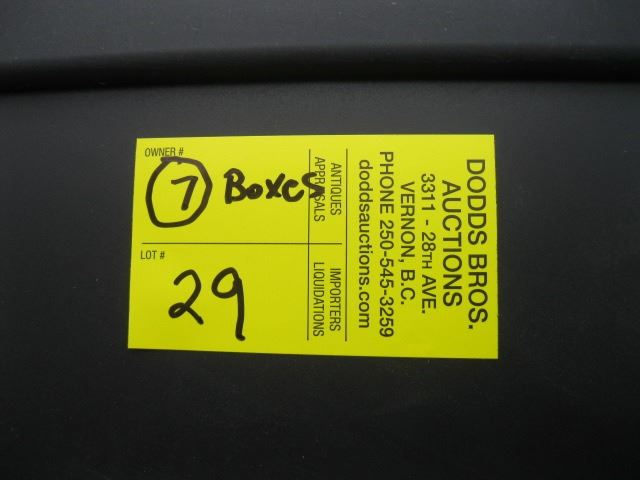 OWNER #
7 Boxes
LOT #
29
ANTIQUES
APPRAISALS
IMPORTERS
LIQUIDATIONS
DODDS BROS.
AUCTIONS
3311 - 28TH AVE.
VERNON, B.C.
PHONE 250-545-3259
doddsauctions.com